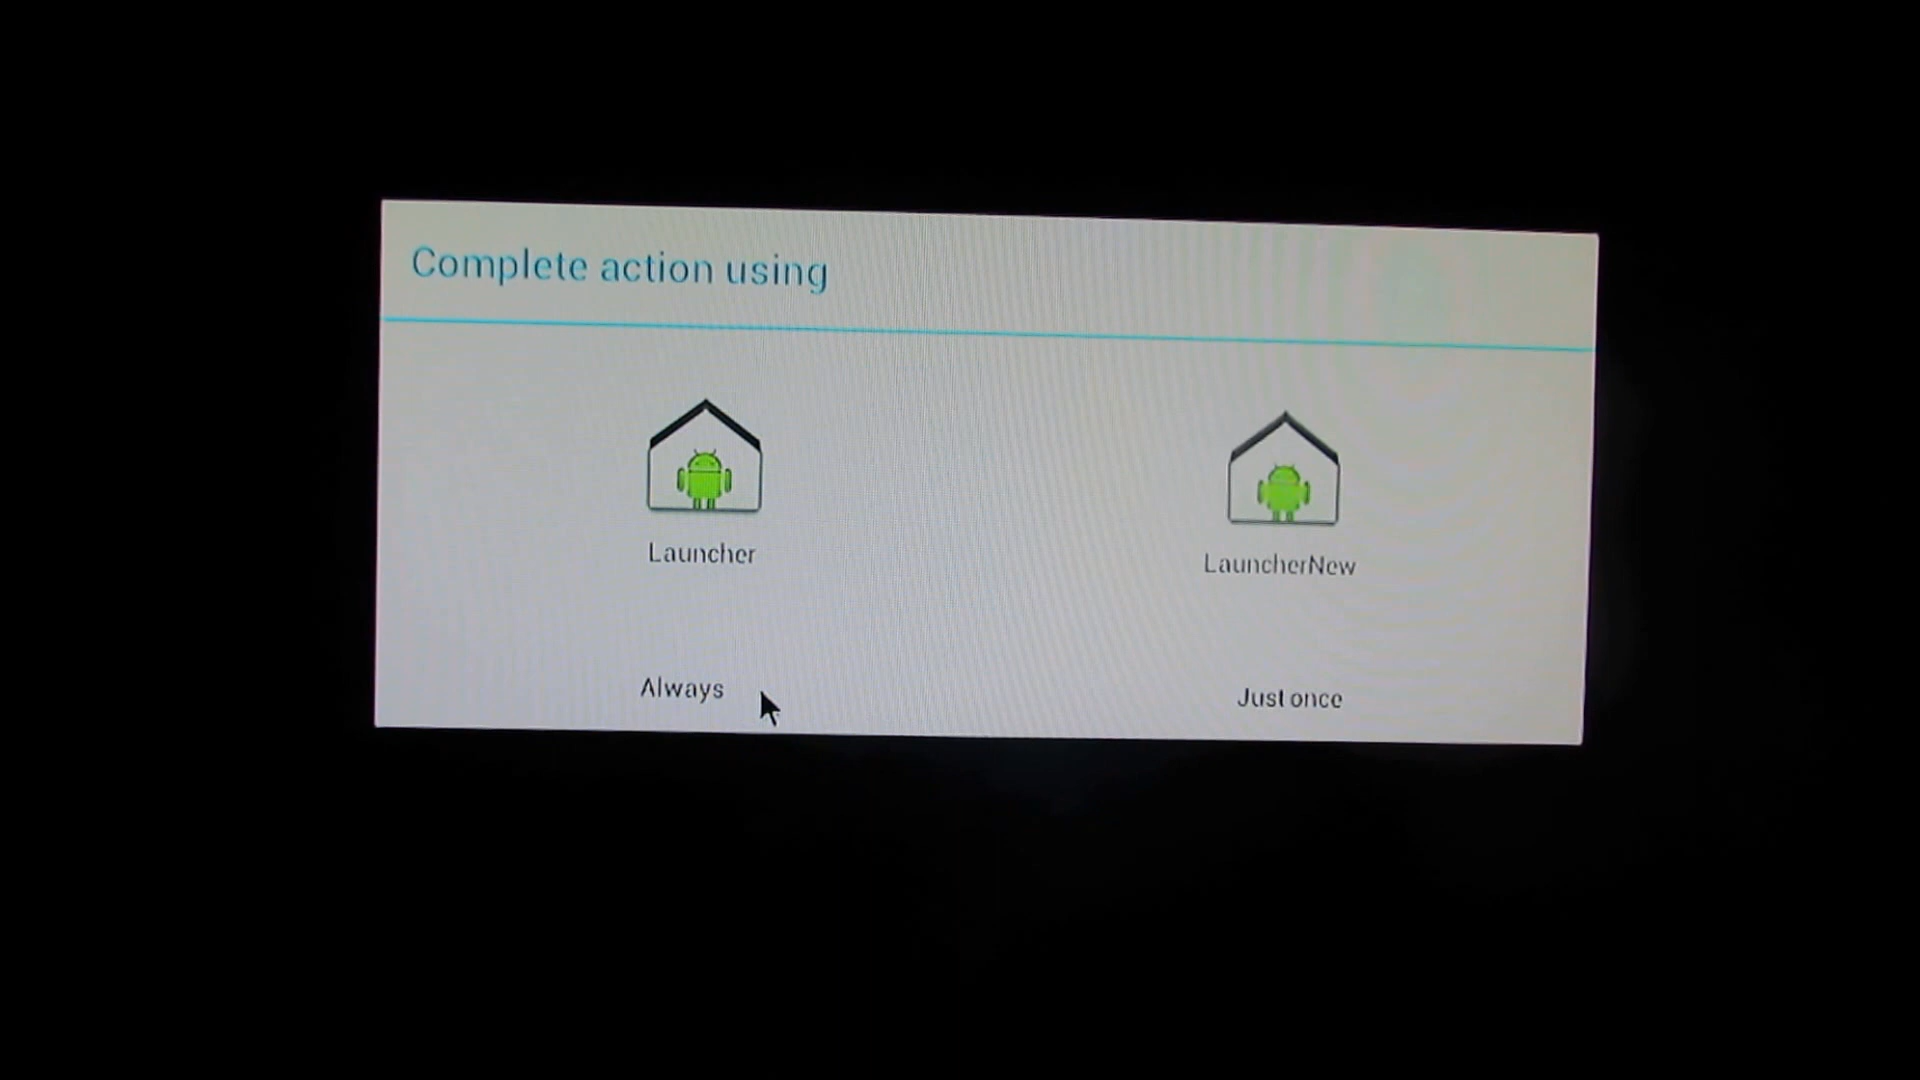 Complete action using
Launcher
LauncherNew
Always
Just once